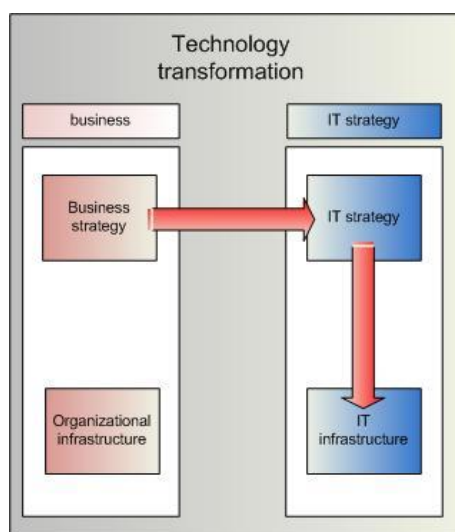 Technology
transformation
business
IT strategy
Business
strategy
IT strategy
Organizational
infrastructure
IT
infrastructure